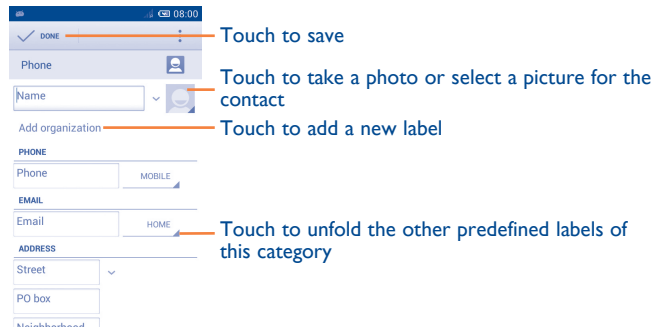 08:00
DONE
Touch to save
Phone
Name
Touch to take a photo or select a picture for the
contact
Add organization
Touch to add a new label
PHONE
Phone MOBILE
EMAIL
Email HOME
Touch to unfold the other predefined labels of
this category
ADDRESS
Street
PO box
Neighborhood